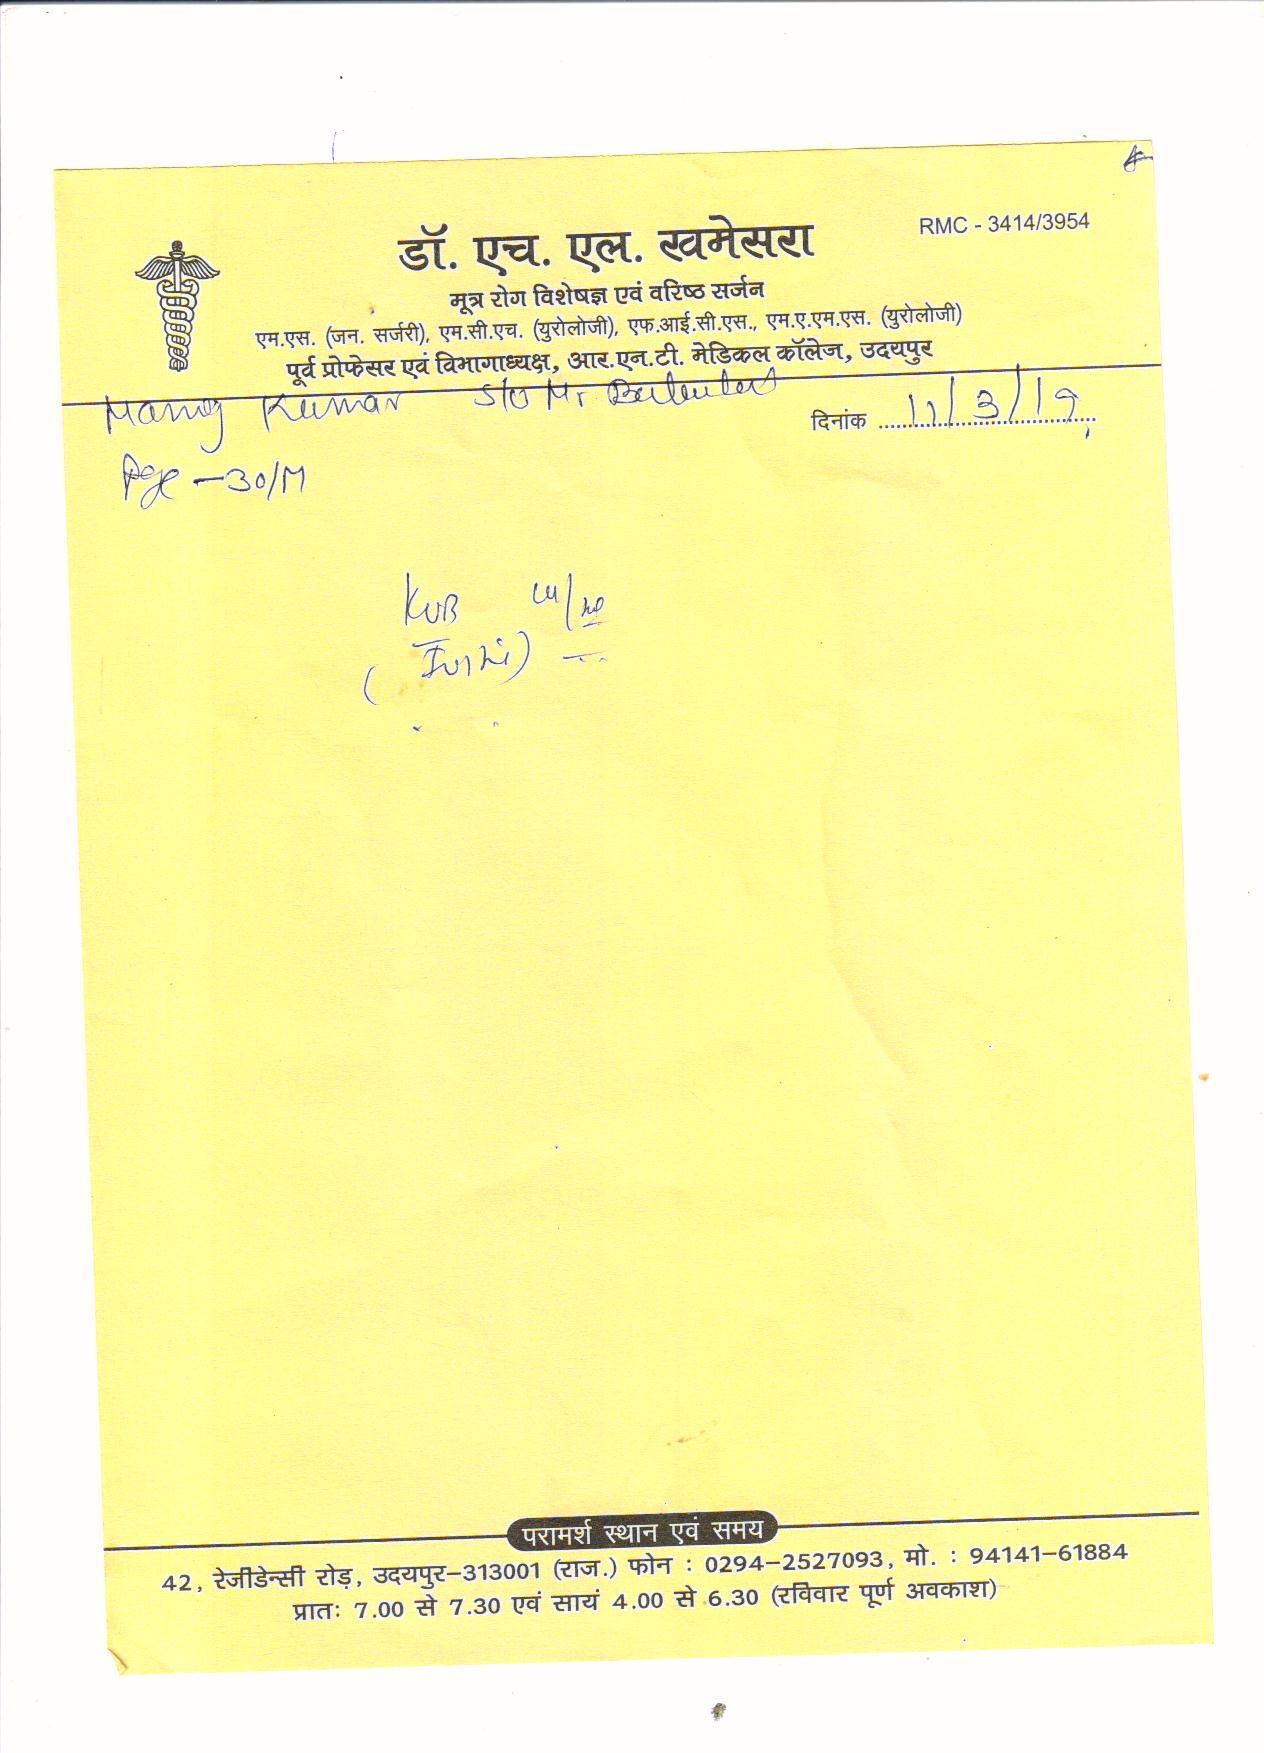 RMC - 3414/3954
डॉ. एच. एल. खमेसरा
मूत्र रोग विशेषज्ञ एवं वरिष्ठ सर्जन
एम.एस. (जन. सर्जरी), एम.सी.एच. (युरोलोजी), एफ.आई.सी.एस., एम.ए.एम.एस. (युरोलोजी)
पूर्व प्रोफेसर एवं विभागाध्यक्ष, आर.एन.टी. मेडिकल कॉलेज, उदयपुर
Manoj Kumar S/O Mr
दिनांक 11/3/19
Age - 30/M
KUB
परामर्श स्थान एवं समय
42, रेजीडेन्सी रोड़, उदयपुर-313001 (राज.) फोन : 0294-2527093, मो. : 94141-61884
प्रातः 7.00 से 7.30 एवं सायं 4.00 से 6.30 (रविवार पूर्ण अवकाश)